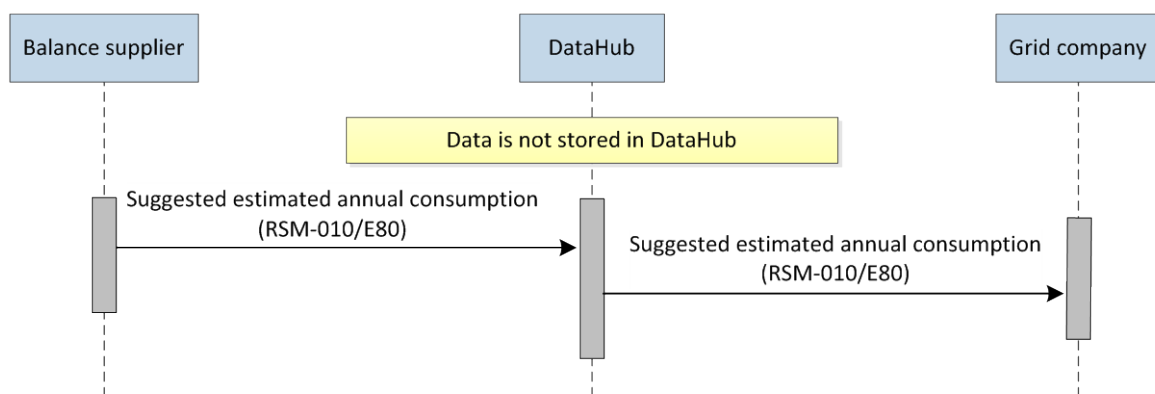 Balance supplier
DataHub
Grid company
Data is not stored in DataHub
Suggested estimated annual consumption
(RSM-010/E80)
Suggested estimated annual consumption
(RSM-010/E80)